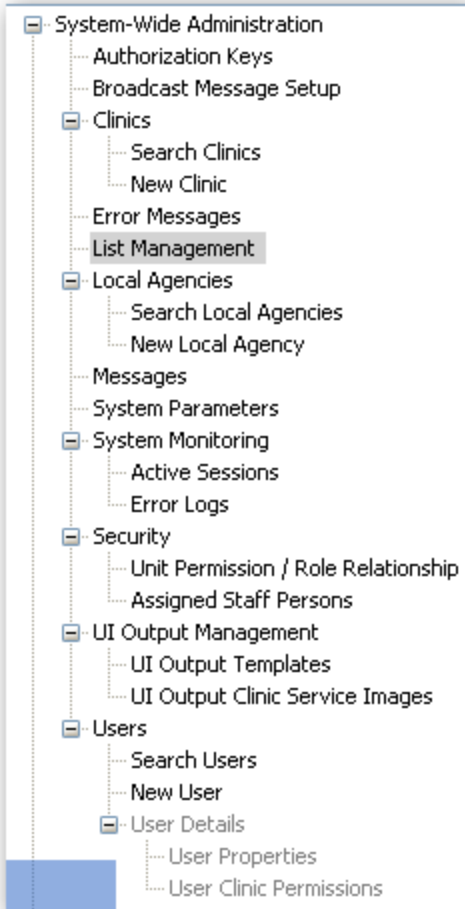 System-Wide Administration
Authorization Keys
Broadcast Message Setup
Clinics
Search Clinics
New Clinic
Error Messages
List Management
Local Agencies
Search Local Agencies
New Local Agency
Messages
System Parameters
System Monitoring
Active Sessions
Error Logs
Security
Unit Permission / Role Relationship
Assigned Staff Persons
UI Output Management
UI Output Templates
UI Output Clinic Service Images
Users
Search Users
New User
User Details
User Properties
User Clinic Permissions